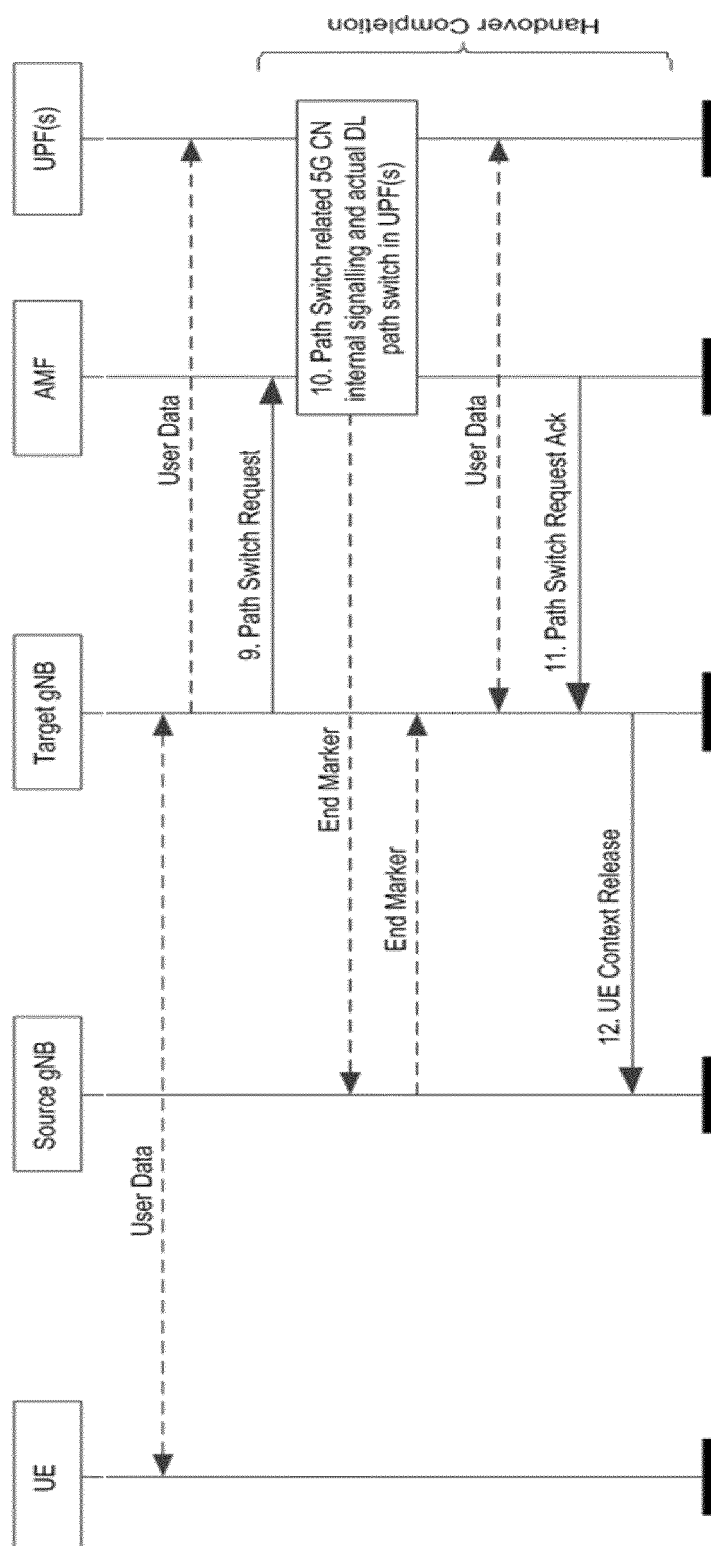 UE
Source gNB
Target gNB
AMF
UPF(s)
User Data
User Data
9. Path Switch Request
10. Path Switch related 5G CN
internal signalling and actual DL
path switch in UPF(s)
End Marker
End Marker
User Data
11. Path Switch Request Ack
12. UE Context Release
Handover Completion